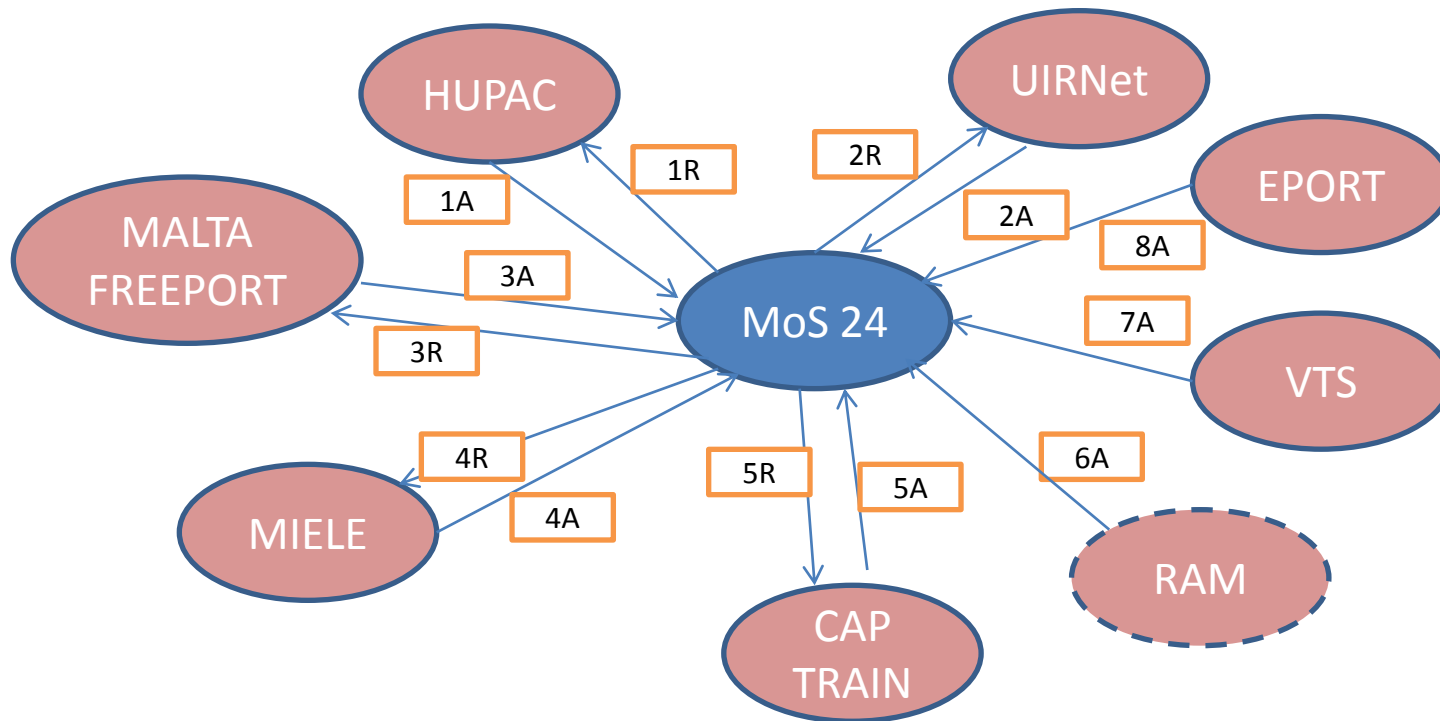 HUPAC
UIRNet
1R
2R
EPORT
1A
2A
MALTA
FREEPORT
8A
3A
MoS 24
7A
3R
VTS
4R
5R
6A
5A
4A
MIELE
RAM
CAP
TRAIN